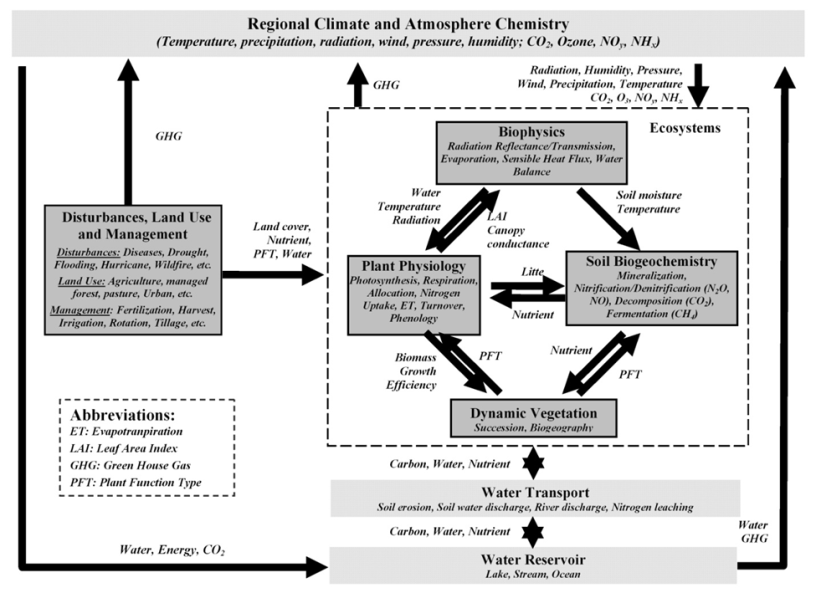 Regional Climate and Atmosphere Chemistry
(Temperature, precipitation, radiation, wind, pressure, humidity; CO2, Ozone, NOy, NHx)
GHG
GHG
Radiation, Humidity, Pressure,
Wind, Precipitation, Temperature
CO2, O3, NOy, NHx
Ecosystems
Biophysics
Radiation Reflectance/Transmission,
Evaporation, Sensible Heat Flux, Water
Balance
Water
Temperature
Radiation
LAI
Canopy
conductance
Soil moisture
Temperature
Disturbances, Land Use
and Management
Disturbances: Diseases, Drought,
Flooding, Hurricane, Wildfire, etc.
Land Use: Agriculture, managed
forest, pasture, Urban, etc.
Management: Fertilization, Harvest,
Irrigation, Rotation, Tillage, etc.
Land cover,
Nutrient,
PFT, Water
Plant Physiology
Photosynthesis, Respiration,
Allocation, Nitrogen
Uptake, ET, Turnover,
Phenology
Litte
Nutrient
Soil Biogeochemistry
Mineralization,
Nitrification/Denitrification (N2O,
NO), Decomposition (CO2),
Fermentation (CH4)
Biomass
Growth
Efficiency
PFT
Nutrient
PFT
Dynamic Vegetation
Succession, Biogeography
Abbreviations:
ET: Evapotranpiration
LAI: Leaf Area Index
GHG: Green House Gas
PFT: Plant Function Type
Carbon, Water, Nutrient
Water Transport
Soil erosion, Soil water discharge, River discharge, Nitrogen leaching
Carbon, Water, Nutrient
Water
GHG
Water, Energy, CO2
Water Reservoir
Lake, Stream, Ocean